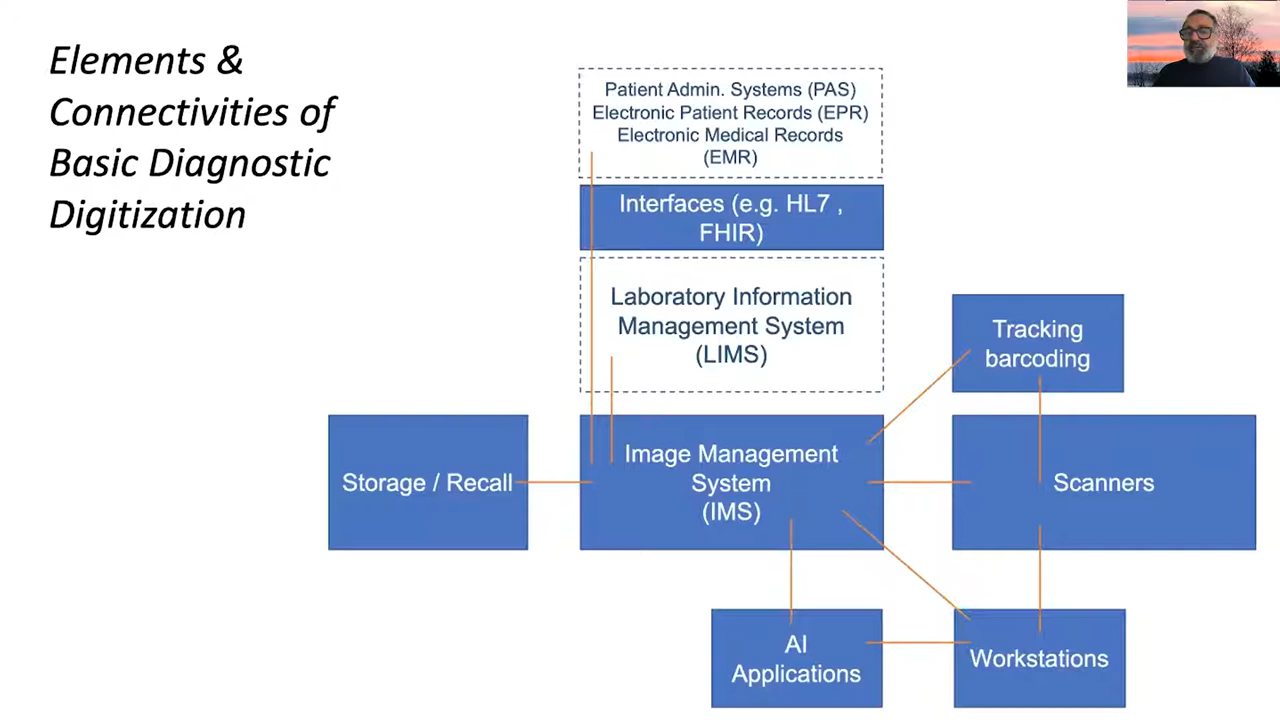 Elements &
Connectivities of
Basic Diagnostic
Digitization
Patient Admin. Systems (PAS)
Electronic Patient Records (EPR)
Electronic Medical Records
(EMR)
Interfaces (e.g. HL7 ,
FHIR)
Laboratory Information
Management System
(LIMS)
Tracking
barcoding
Storage / Recall
Image Management
System
(IMS)
Scanners
AI
Applications
Workstations